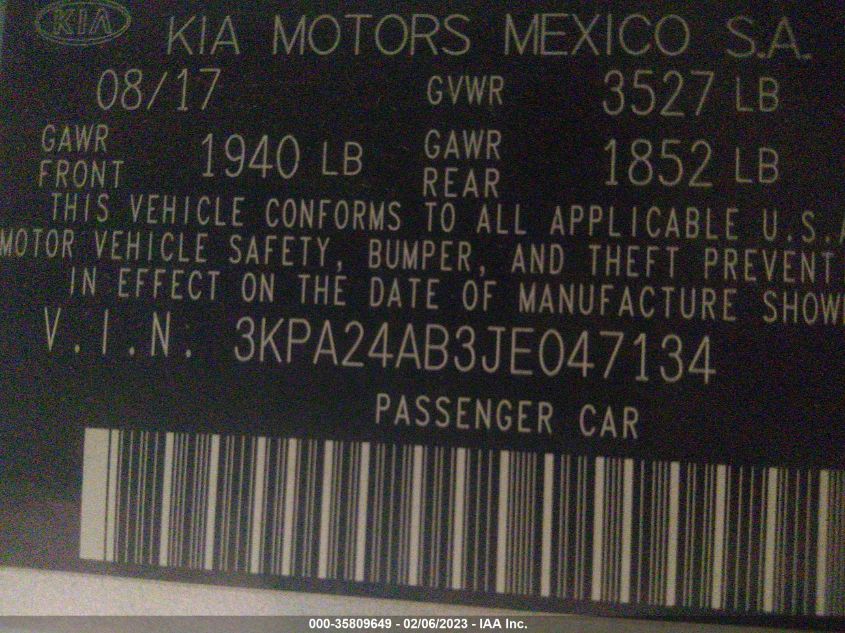 KIA KIA MOTORS MEXICO S.A.
08/17 GVWR 3527 LB
GAWR FRONT 1940 LB GAWR REAR 1852 LB
THIS VEHICLE CONFORMS TO ALL APPLICABLE U.S.A
MOTOR VEHICLE SAFETY, BUMPER, AND THEFT PREVENT
IN EFFECT ON THE DATE OF MANUFACTURE SHOW
V.I.N. 3KPA24AB3JE047134
PASSENGER CAR
000-35809649 - 02/06/2023 - IAA Inc.